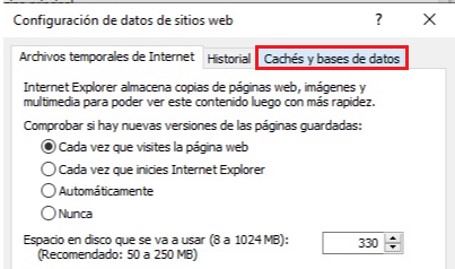 Configuración de datos de sitios web ? ×
Archivos temporales de Internet Historial Cachés y bases de datos
Internet Explorer almacena copias de páginas web, imágenes y
multimedia para poder ver este contenido luego con más rapidez.
Comprobar si hay nuevas versiones de las páginas guardadas:
Cada vez que visites la página web
Cada vez que inicies Internet Explorer
Automáticamente
Nunca
Espacio en disco que se va a usar (8 a 1024 MB): 330
(Recomendado: 50 a 250 MB)